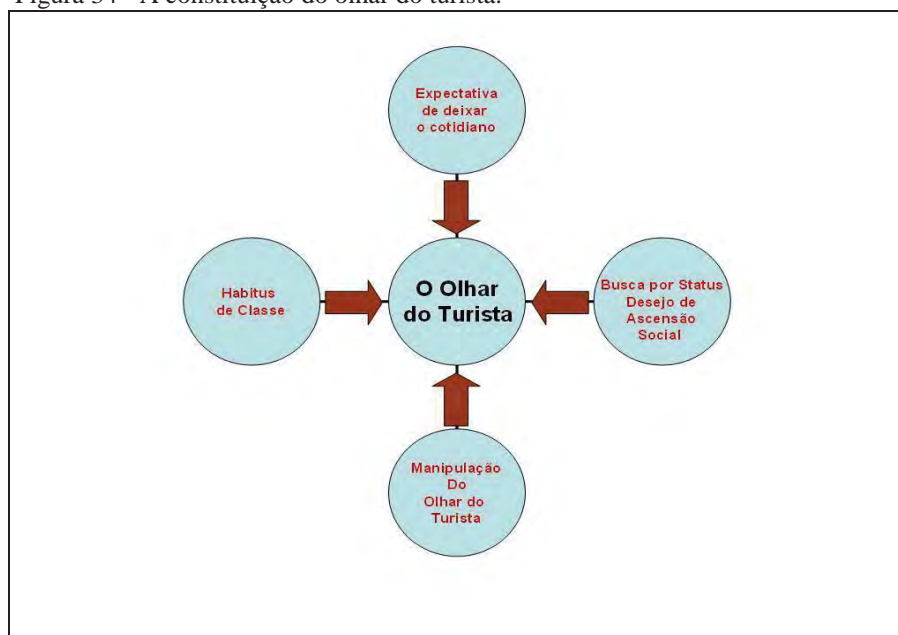 Figura 34 - A constituição do olhar do turista.
Expectativa
de deixar
o cotidiano
Habitus
de Classe
O Olhar
do Turista
Busca por Status
Desejo de
Ascensão
Social
Manipulação
Do
Olhar do
Turista